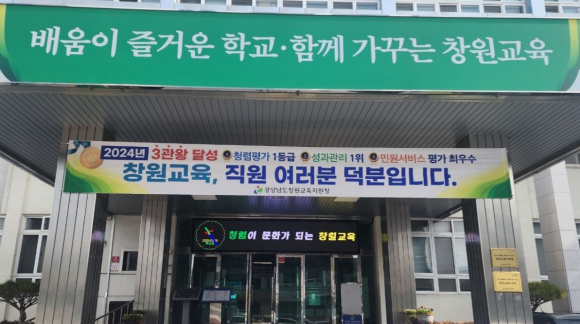 배움이 즐거운 학교·함께 가꾸는 창원교육
2024년 3관왕 달성 청렴평가 1등급 성과관리 1위 민원서비스 평가 최우수
창원교육, 직원 여러분 덕분입니다.
경상남도창원교육지원청
청렴이 문화가 되는 창원교육